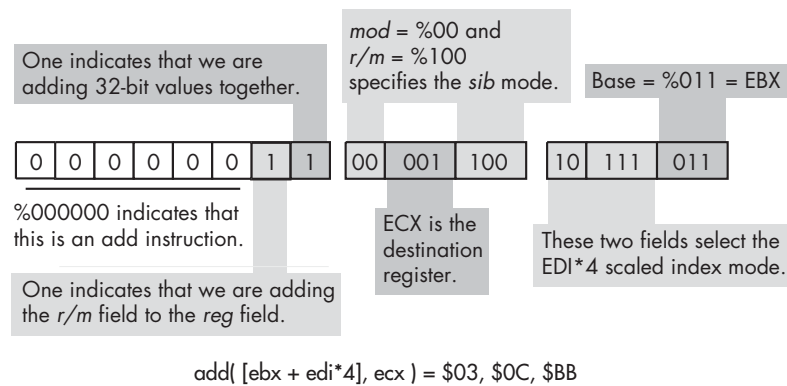 One indicates that we are
adding 32-bit values together.
mod = %00 and
r/m = %100
specifies the sib mode.
Base = %011 = EBX
0 0 0 0 0 0 1 1 00 001 100 10 111 011
%000000 indicates that
this is an add instruction.
ECX is the
destination
register.
These two fields select the
EDI*4 scaled index mode.
One indicates that we are adding
the r/m field to the reg field.
add( [ebx + edi*4], ecx ) = $03, $0C, $BB